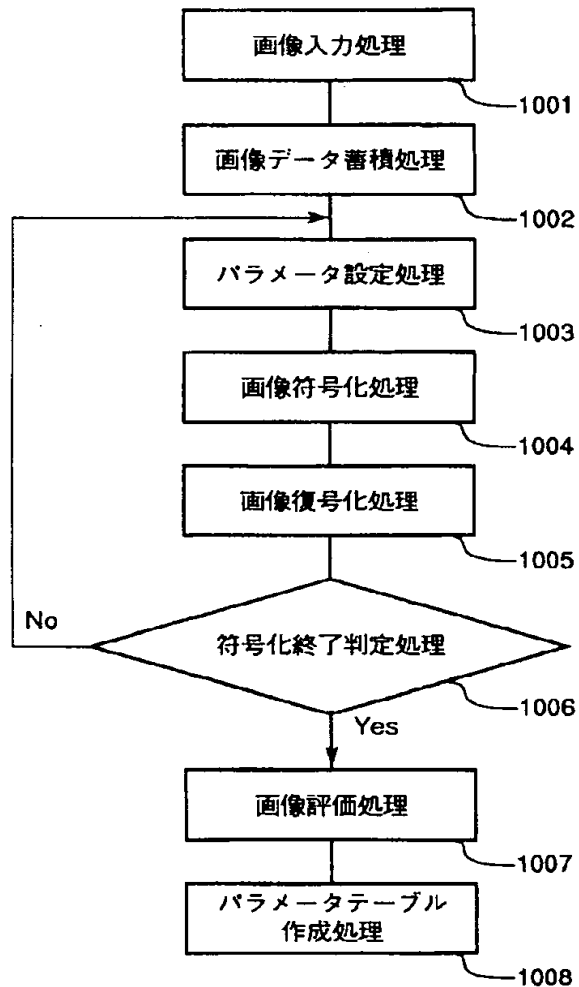 画像入力処理
1001
画像データ蓄積処理
1002
パラメータ設定処理
1003
画像符号化処理
1004
画像復号化処理
1005
No
符号化終了判定処理
1006
Yes
画像評価処理
1007
パラメータテーブル
作成処理
1008